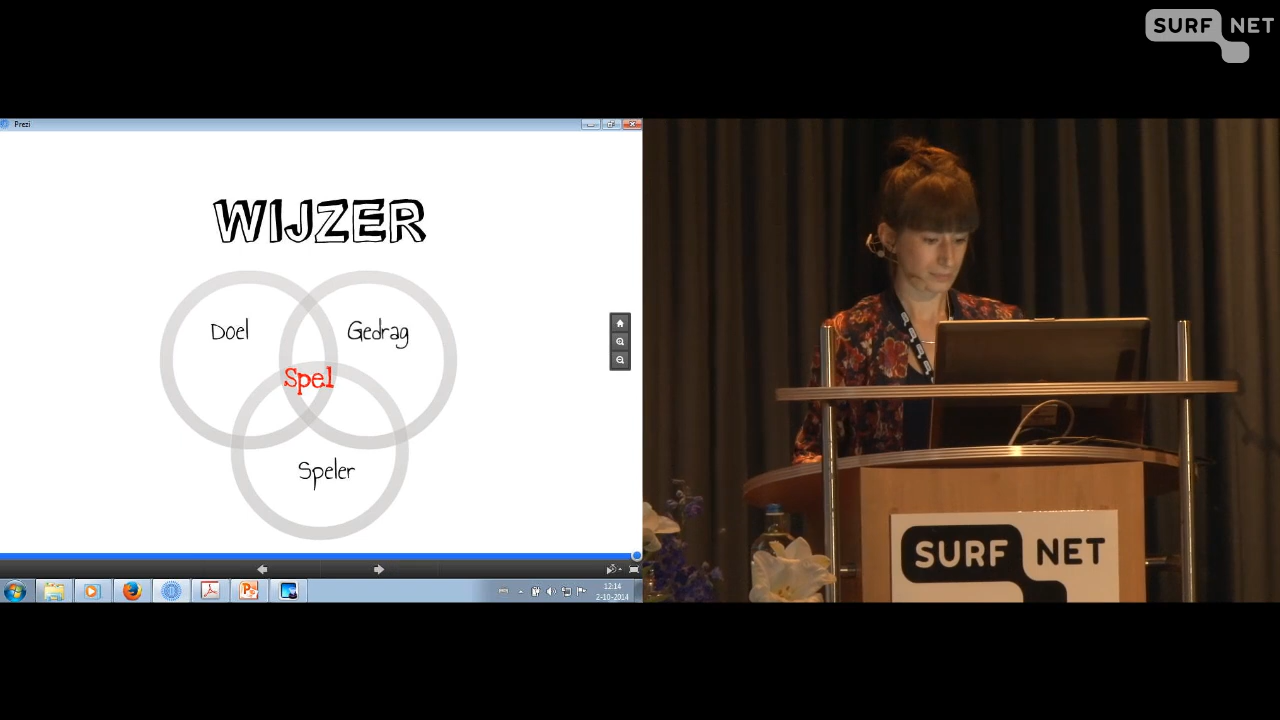 SURF NET
Prezi
WIJZER
Doel
Gedrag
Spel
Speler
12:14
2-10-2014
SURF NET